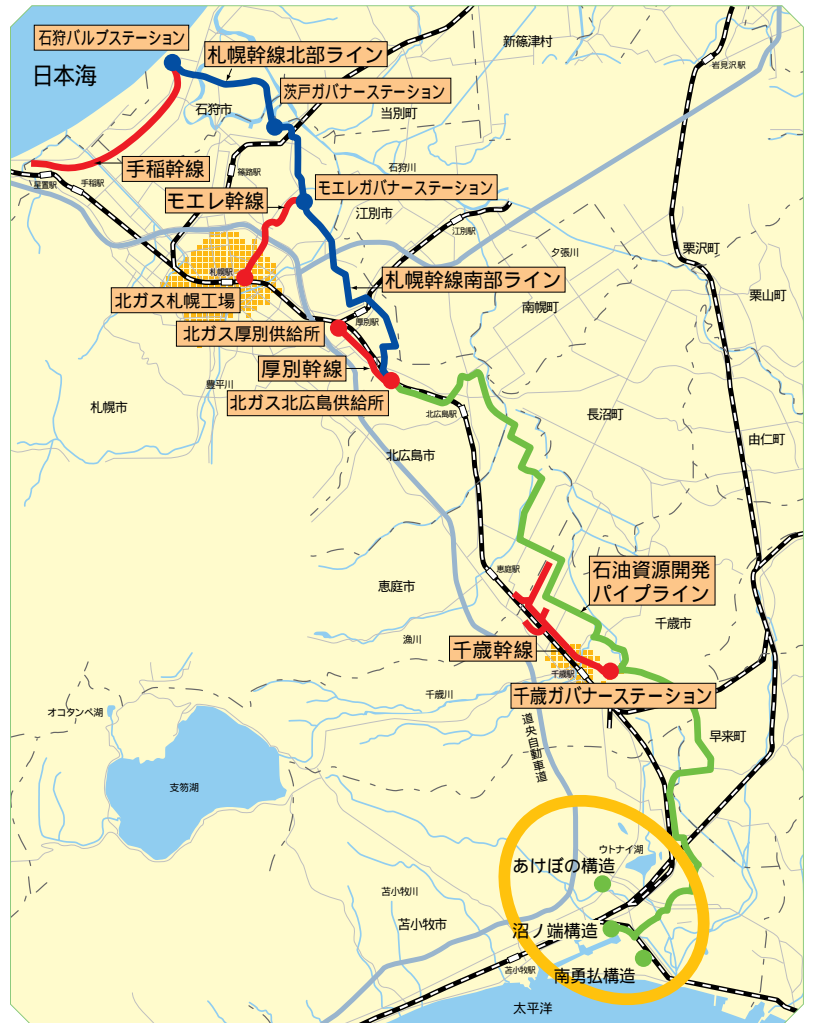 石狩バルブステーション
日本海
札幌幹線北部ライン
新篠津村
岩見沢駅
石狩市
茨戸ガバナーステーション
当別町
手稲幹線
星置駅
手稲駅
篠路駅
石狩川
モエレ幹線
モエレガバナーステーション
江別市
江別駅
夕張川
栗沢町
札幌駅
札幌幹線南部ライン
南幌町
栗山町
北ガス札幌工場
北ガス厚別供給所
厚別駅
厚別幹線
豊平川
札幌市
北ガス北広島供給所
北広島駅
長沼町
由仁町
北広島市
恵庭駅
石油資源開発
パイプライン
恵庭市
千歳市
漁川
千歳幹線
千歳駅
千歳川
千歳ガバナーステーション
オコタンペ湖
道央自動車道
早来町
支笏湖
ウトナイ湖
あけぼの構造
苫小牧川
苫小牧市
沼ノ端構造
苫小牧駅
南勇払構造
太平洋